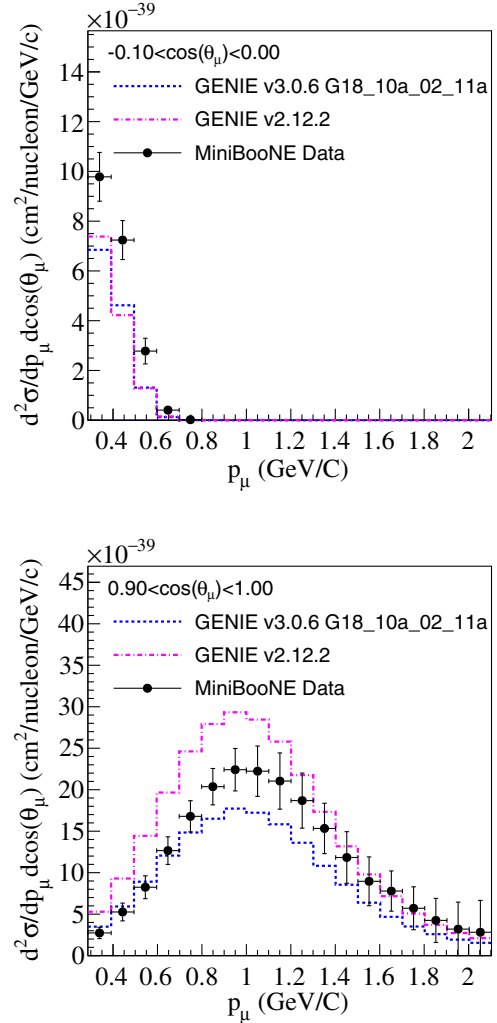 ×10⁻³⁹
-0.10<cos(θμ)<0.00
GENIE v3.0.6 G18_10a_02_11a
GENIE v2.12.2
MiniBooNE Data
d²σ/dpμ dcos(θμ) (cm²/nucleon/GeV/c)
14
12
10
8
6
4
2
0
0.4 0.6 0.8 1 1.2 1.4 1.6 1.8 2
pμ (GeV/C)
×10⁻³⁹
0.90<cos(θμ)<1.00
GENIE v3.0.6 G18_10a_02_11a
GENIE v2.12.2
MiniBooNE Data
d²σ/dpμ dcos(θμ) (cm²/nucleon/GeV/c)
45
40
35
30
25
20
15
10
5
0
0.4 0.6 0.8 1 1.2 1.4 1.6 1.8 2
pμ (GeV/C)